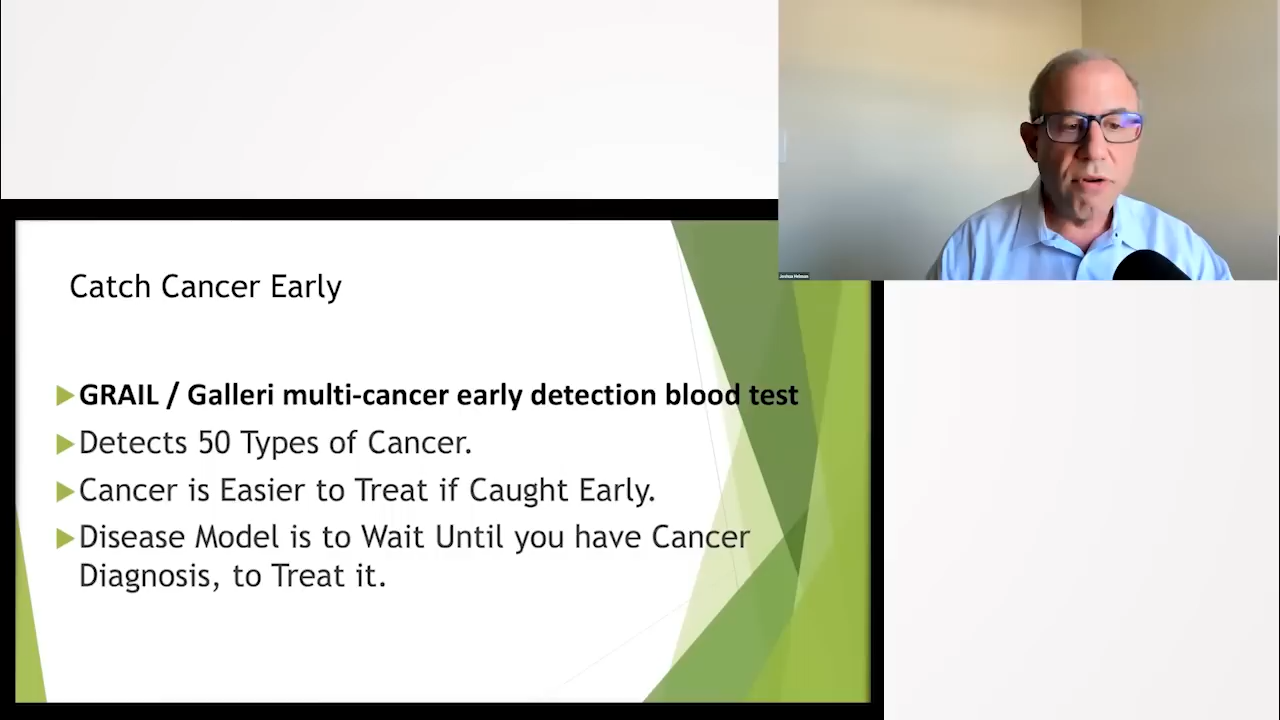 Catch Cancer Early
GRAIL / Galleri multi-cancer early detection blood test
Detects 50 Types of Cancer.
Cancer is Easier to Treat if Caught Early.
Disease Model is to Wait Until you have Cancer
Diagnosis, to Treat it.